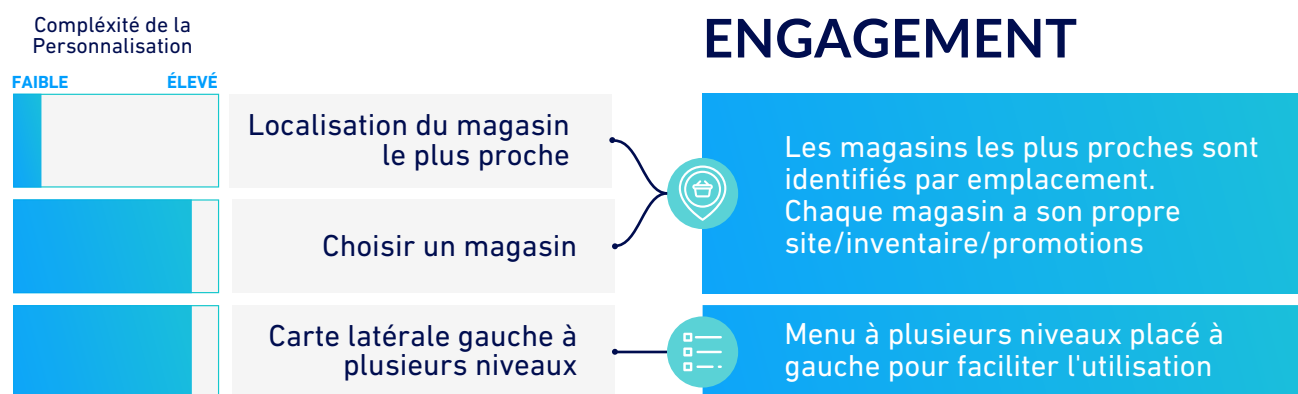 Compléxité de la
Personnalisation
ENGAGEMENT
FAIBLE ÉLEVÉ
Localisation du magasin
le plus proche
Choisir un magasin
Les magasins les plus proches sont
identifiés par emplacement.
Chaque magasin a son propre
site/inventaire/promotions
Carte latérale gauche à
plusieurs niveaux
Menu à plusieurs niveaux placé à
gauche pour faciliter l'utilisation